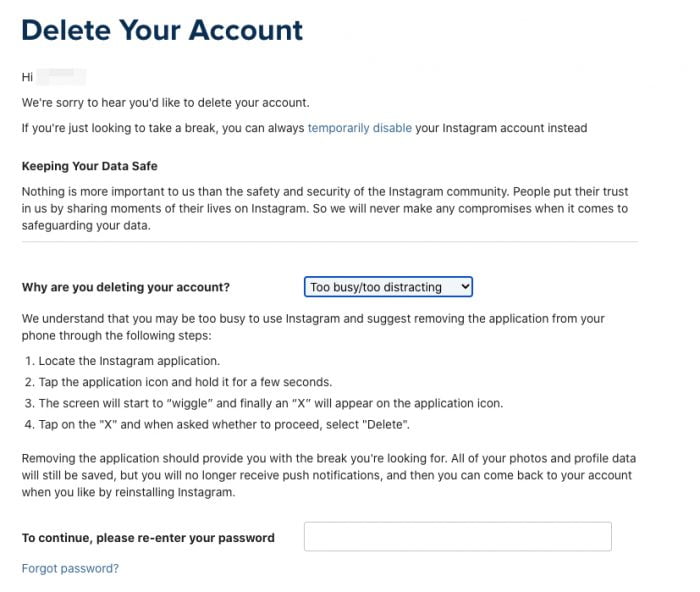 Delete Your Account
Hi
We're sorry to hear you'd like to delete your account.
If you're just looking to take a break, you can always temporarily disable your Instagram account instead
Keeping Your Data Safe
Nothing is more important to us than the safety and security of the Instagram community. People put their trust
in us by sharing moments of their lives on Instagram. So we will never make any compromises when it comes to
safeguarding your data.
Why are you deleting your account? Too busy/too distracting
We understand that you may be too busy to use Instagram and suggest removing the application from your
phone through the following steps:
1. Locate the Instagram application.
2. Tap the application icon and hold it for a few seconds.
3. The screen will start to "wiggle" and finally an "X" will appear on the application icon.
4. Tap on the "X" and when asked whether to proceed, select "Delete".
Removing the application should provide you with the break you're looking for. All of your photos and profile data
will still be saved, but you will no longer receive push notifications, and then you can come back to your account
when you like by reinstalling Instagram.
To continue, please re-enter your password
Forgot password?